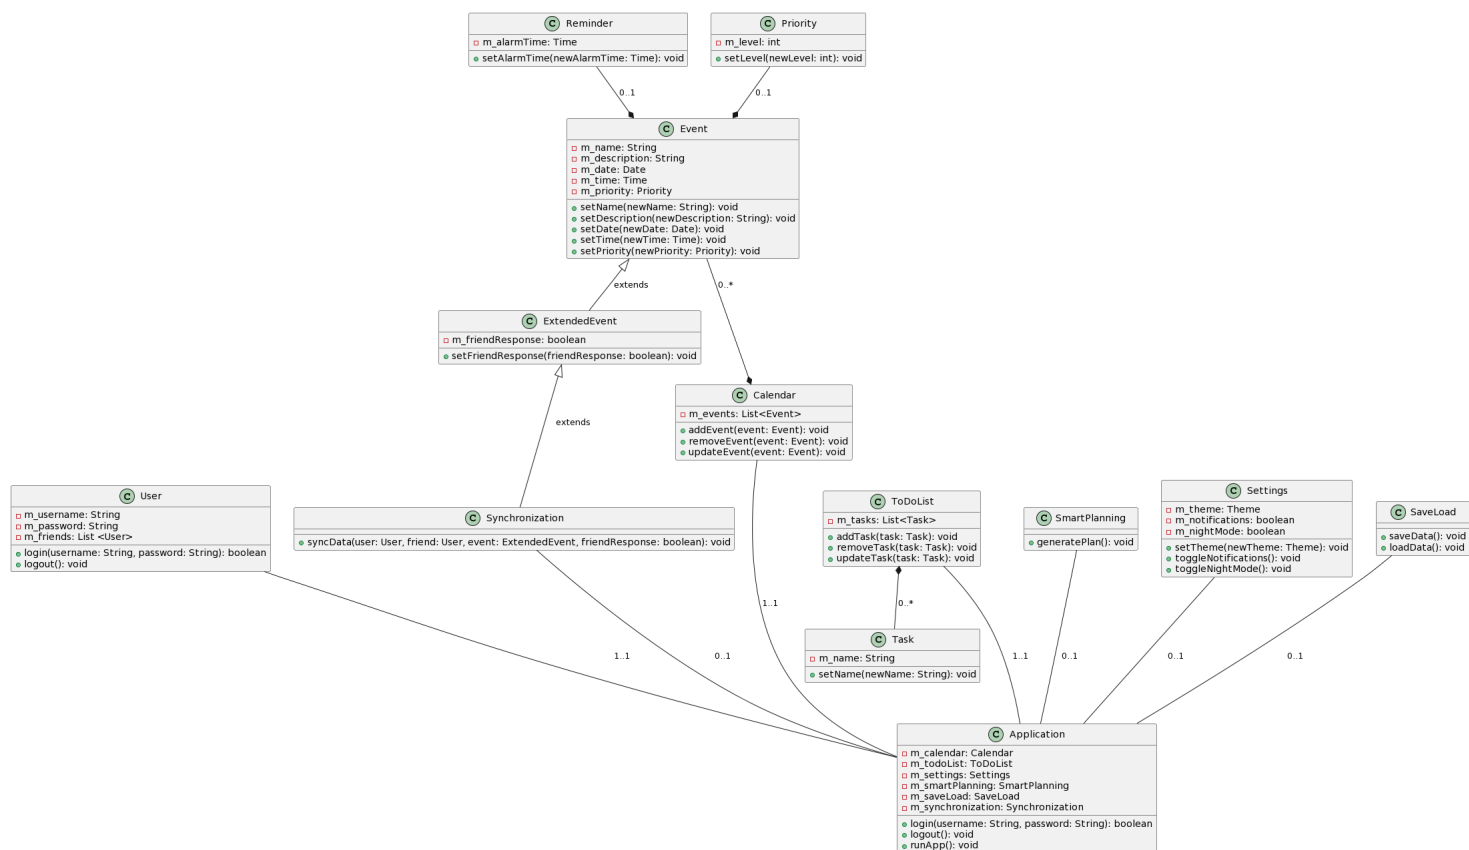 C Reminder
m_alarmTime: Time
setAlarmTime(newAlarmTime: Time): void
C Priority
m_level: int
setLevel(newLevel: int): void
0..1
0..1
C Event
m_name: String
m_description: String
m_date: Date
m_time: Time
m_priority: Priority
setName(newName: String): void
setDescription(newDescription: String): void
setDate(newDate: Date): void
setTime(newTime: Time): void
setPriority(newPriority: Priority): void
extends
0..*
C ExtendedEvent
m_friendResponse: boolean
setFriendResponse(friendResponse: boolean): void
C Calendar
m_events: List<Event>
addEvent(event: Event): void
removeEvent(event: Event): void
updateEvent(event: Event): void
extends
C User
m_username: String
m_password: String
m_friends: List <User>
login(username: String, password: String): boolean
logout(): void
C Synchronization
syncData(user: User, friend: User, event: ExtendedEvent, friendResponse: boolean): void
C ToDoList
m_tasks: List<Task>
addTask(task: Task): void
removeTask(task: Task): void
updateTask(task: Task): void
C SmartPlanning
generatePlan(): void
C Settings
m_theme: Theme
m_notifications: boolean
m_nightMode: boolean
setTheme(newTheme: Theme): void
toggleNotifications(): void
toggleNightMode(): void
C SaveLoad
saveData(): void
loadData(): void
1..1
0..*
C Task
m_name: String
setName(newName: String): void
1..1
0..1
1..1
0..1
0..1
0..1
C Application
m_calendar: Calendar
m_todoList: ToDoList
m_settings: Settings
m_smartPlanning: SmartPlanning
m_saveLoad: SaveLoad
m_synchronization: Synchronization
login(username: String, password: String): boolean
logout(): void
runApp(): void